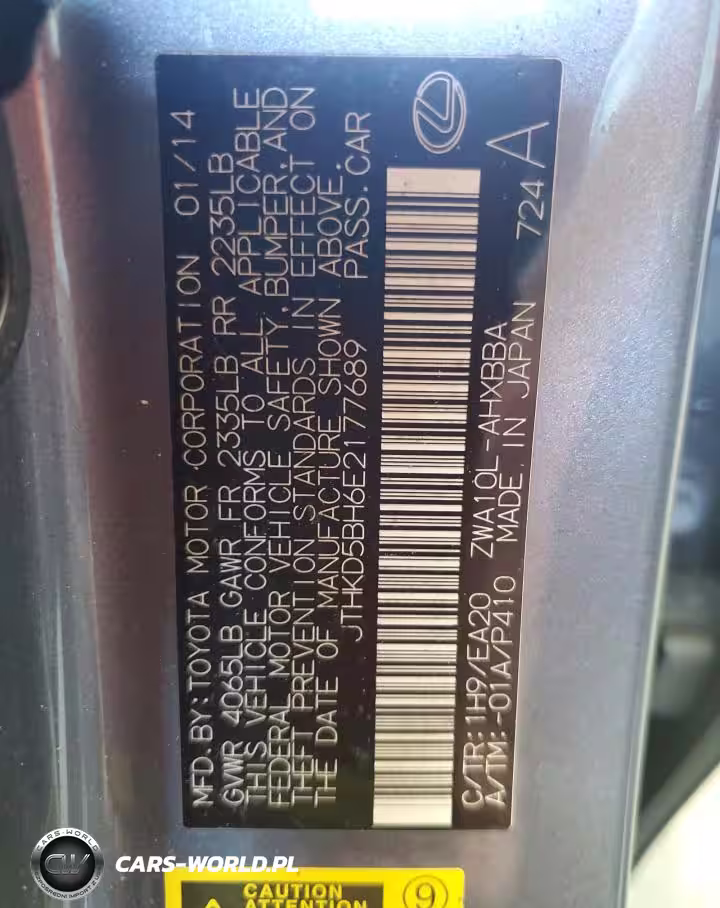 MFD.BY:TOYOTA MOTOR CORPORATION 01/14
GVWR 4065LB GAWR FR 2335LB RR 2235LB
THIS VEHICLE CONFORMS TO ALL APPLICABLE
FEDERAL MOTOR VEHICLE SAFETY, BUMPER, AND
THEFT PREVENTION STANDARDS IN EFFECT ON
THE DATE OF MANUFACTURE SHOWN ABOVE.
JTHKD5BH6E2177689 PASS.CAR
C/TR:1H9/EA20 ZWA10L-AHXBBA
A/TM:-01A/P410 MADE IN JAPAN 724 A
CARS-WORLD
CW
CARS-WORLD.PL
CAUTION
ATTENTION
9